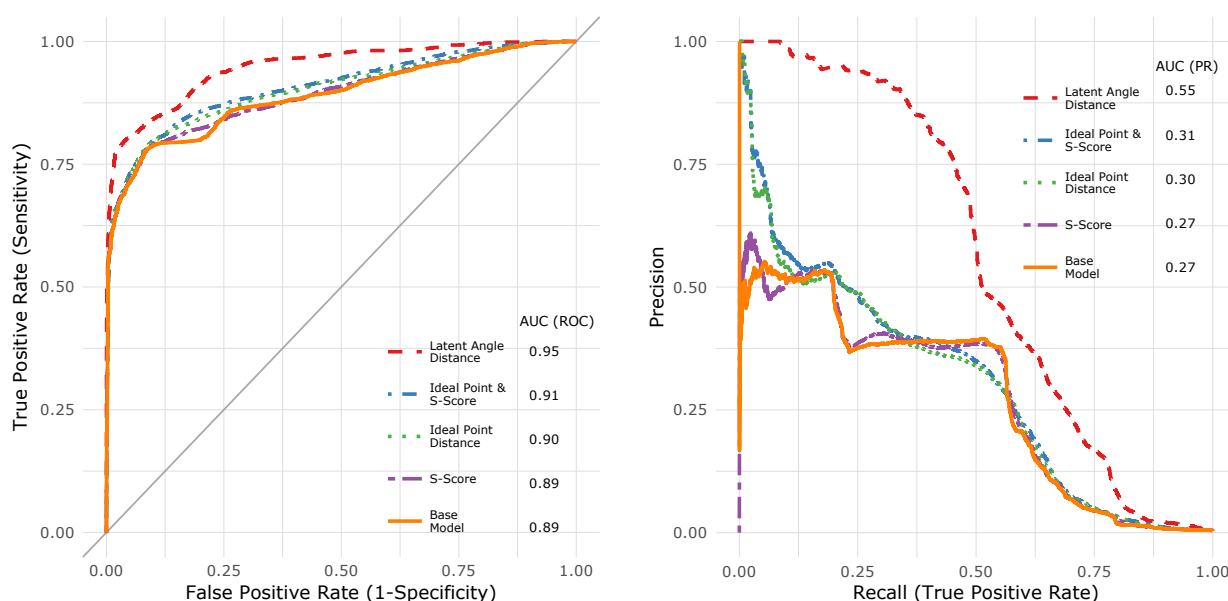 1.00
0.75
0.50
0.25
0.00
True Positive Rate (Sensitivity)
AUC (ROC)
Latent Angle
Distance
0.95
Ideal Point &
S-Score
0.91
Ideal Point
Distance
0.90
S-Score
0.89
Base
Model
0.89
0.00 0.25 0.50 0.75 1.00
False Positive Rate (1-Specificity)
1.00
0.75
0.50
0.25
0.00
Precision
AUC (PR)
Latent Angle
Distance
0.55
Ideal Point &
S-Score
0.31
Ideal Point
Distance
0.30
S-Score
0.27
Base
Model
0.27
0.00 0.25 0.50 0.75 1.00
Recall (True Positive Rate)